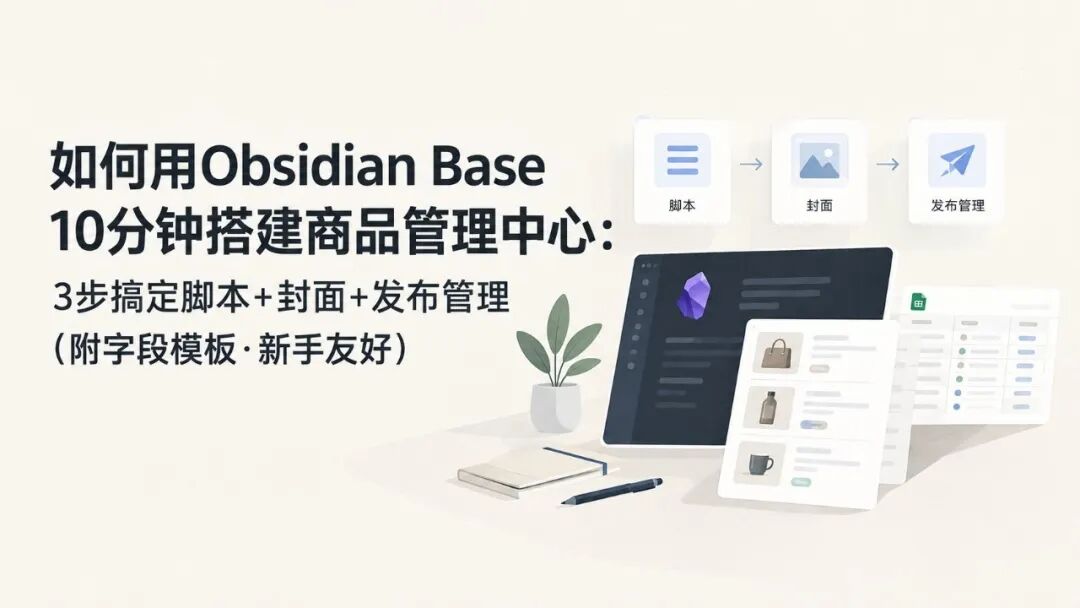 如何用Obsidian Base
10分钟搭建商品管理中心：
3步搞定脚本+封面+发布管理
（附字段模板·新手友好）
脚本
封面
发布管理